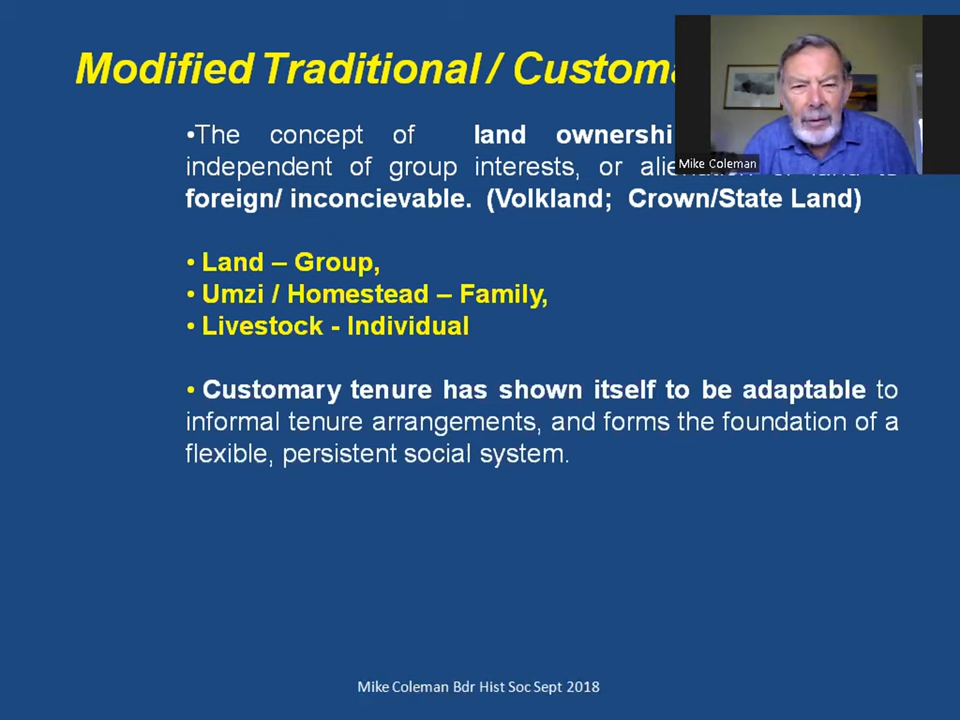 Modified Traditional / Customa
Mike Coleman
•The concept of land ownershi
independent of group interests, or
foreign/ inconcievable. (Volkland; Crown/State Land)
• Land – Group,
• Umzi / Homestead – Family,
• Livestock - Individual
• Customary tenure has shown itself to be adaptable to
informal tenure arrangements, and forms the foundation of a
flexible, persistent social system.
Mike Coleman Bdr Hist Soc Sept 2018